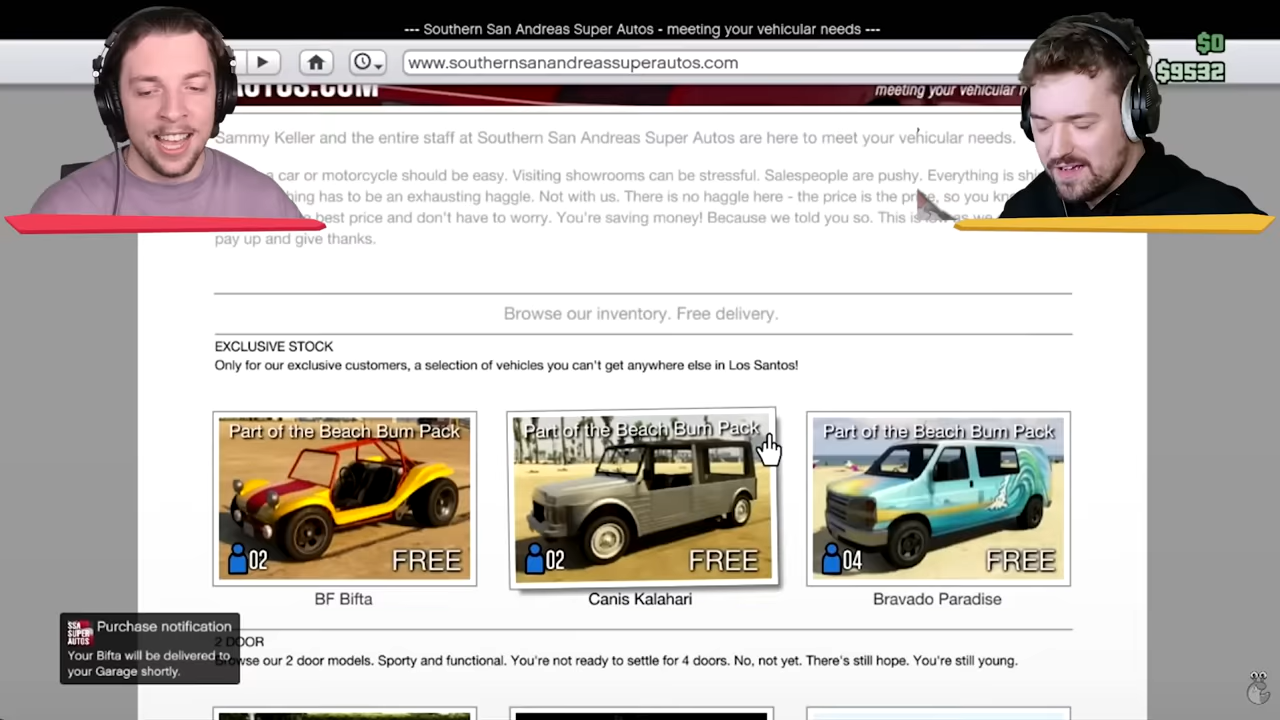 --- Southern San Andreas Super Autos - meeting your vehicular needs ---
$0
www.southernsanandreassuperautos.com
$9532
AUTOS.COM
meeting your vehicular
Sammy Keller and the entire staff at Southern San Andreas Super Autos are here to meet your vehicular needs.
a car or motorcycle should be easy. Visiting showrooms can be stressful. Salespeople are pushy. Everything is
has to be an exhausting haggle. Not with us. There is no haggle here - the price is the price, so you
best price and don't have to worry. You're saving money! Because we told you so. This is
pay up and give thanks.
Browse our inventory. Free delivery.
EXCLUSIVE STOCK
Only for our exclusive customers, a selection of vehicles you can't get anywhere else in Los Santos!
Part of the Beach Bum Pack
Part of the Beach Bum Pack
Part of the Beach Bum Pack
02 FREE
02 FREE
04 FREE
BF Bifta
Canis Kalahari
Bravado Paradise
SSA SUPER AUTOS
Purchase notification
Your Bifta will be delivered to
your Garage shortly.
2 DOOR
Browse our 2 door models. Sporty and functional. You're not ready to settle for 4 doors. No, not yet. There's still hope. You're still young.